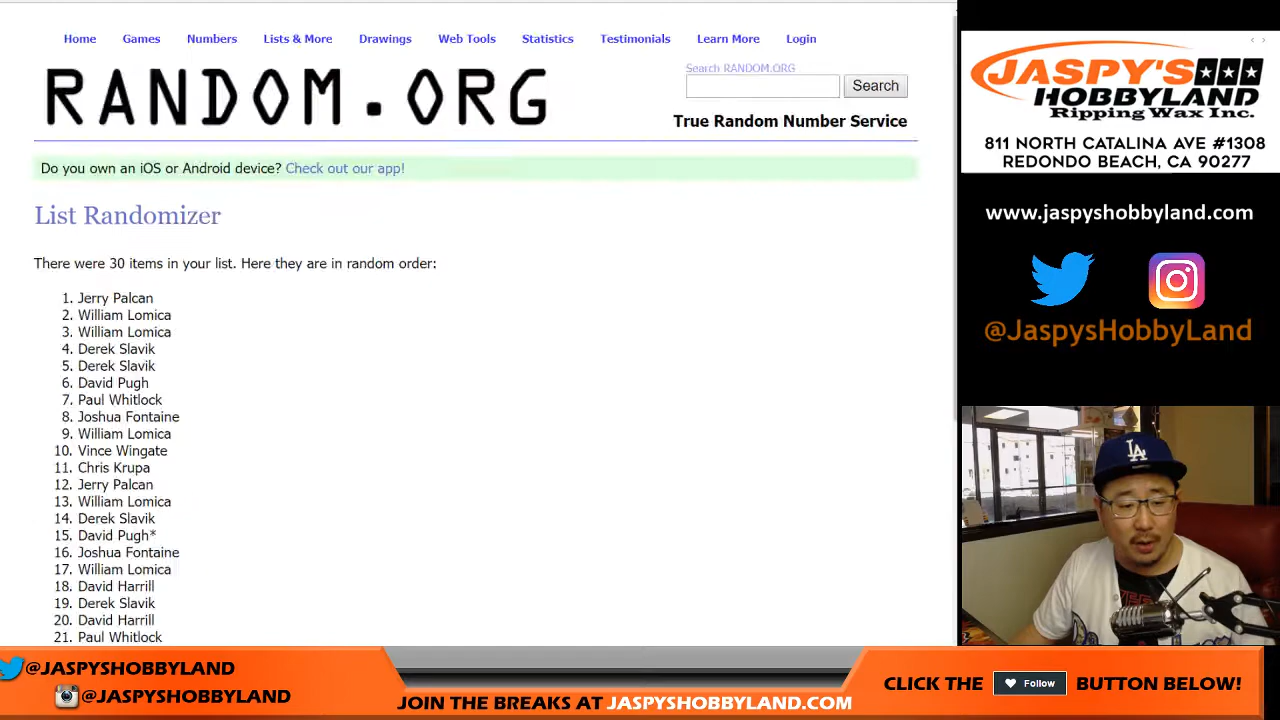 Home Games Numbers Lists & More Drawings Web Tools Statistics Testimonials Learn More Login
RANDOM.ORG
Search RANDOM.ORG
Search
True Random Number Service
Do you own an iOS or Android device? Check out our app!
List Randomizer
There were 30 items in your list. Here they are in random order:
1. Jerry Palcan
2. William Lomica
3. William Lomica
4. Derek Slavik
5. Derek Slavik
6. David Pugh
7. Paul Whitlock
8. Joshua Fontaine
9. William Lomica
10. Vince Wingate
11. Chris Krupa
12. Jerry Palcan
13. William Lomica
14. Derek Slavik
15. David Pugh*
16. Joshua Fontaine
17. William Lomica
18. David Harrill
19. Derek Slavik
20. David Harrill
21. Paul Whitlock
JASPY'S
HOBBYLAND
Ripping Wax Inc.
811 NORTH CATALINA AVE #1308
REDONDO BEACH, CA 90277
www.jaspyshobbyland.com
@JaspysHobbyLand
LA
@JASPYSHOBBYLAND
@JASPYSHOBBYLAND
JOIN THE BREAKS AT JASPYSHOBBYLAND.COM
CLICK THE Follow BUTTON BELOW!